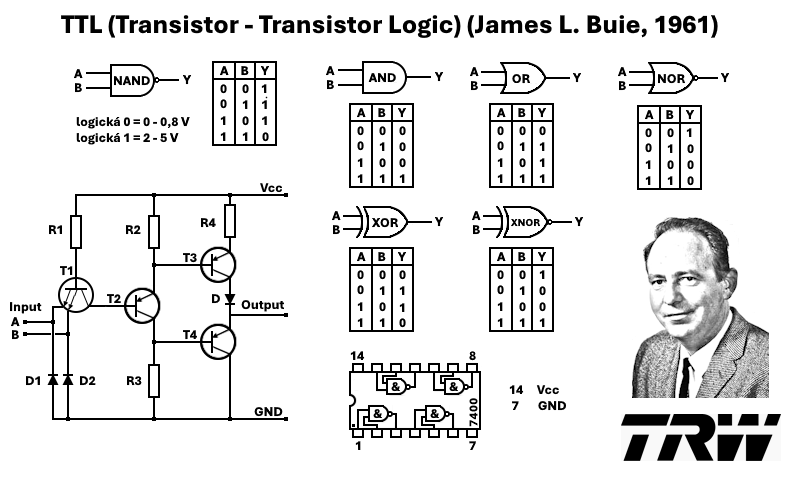 TTL (Transistor - Transistor Logic) (James L. Buie, 1961)
A
B
NAND
Y
A B Y
0 0 1
0 1 1
1 0 1
1 1 0
logická 0 = 0 - 0,8 V
logická 1 = 2 - 5 V
A
B
AND
Y
A B Y
0 0 0
0 1 0
1 0 0
1 1 1
A
B
OR
Y
A B Y
0 0 0
0 1 0
1 0 0
1 1 1
A
B
NOR
Y
A B Y
0 0 1
0 1 0
1 0 0
1 1 0
Vcc
R1
R2
R4
T1
T3
T2
D
Input
Output
A
B
T4
D1
D2
R3
GND
A
B
XOR
Y
A B Y
0 0 0
0 1 1
1 0 1
1 1 0
A
B
XNOR
Y
A B Y
0 0 1
0 1 0
1 0 0
1 1 1
14
8
&
&
&
&
7400
1
7
14 Vcc
7 GND
TRW